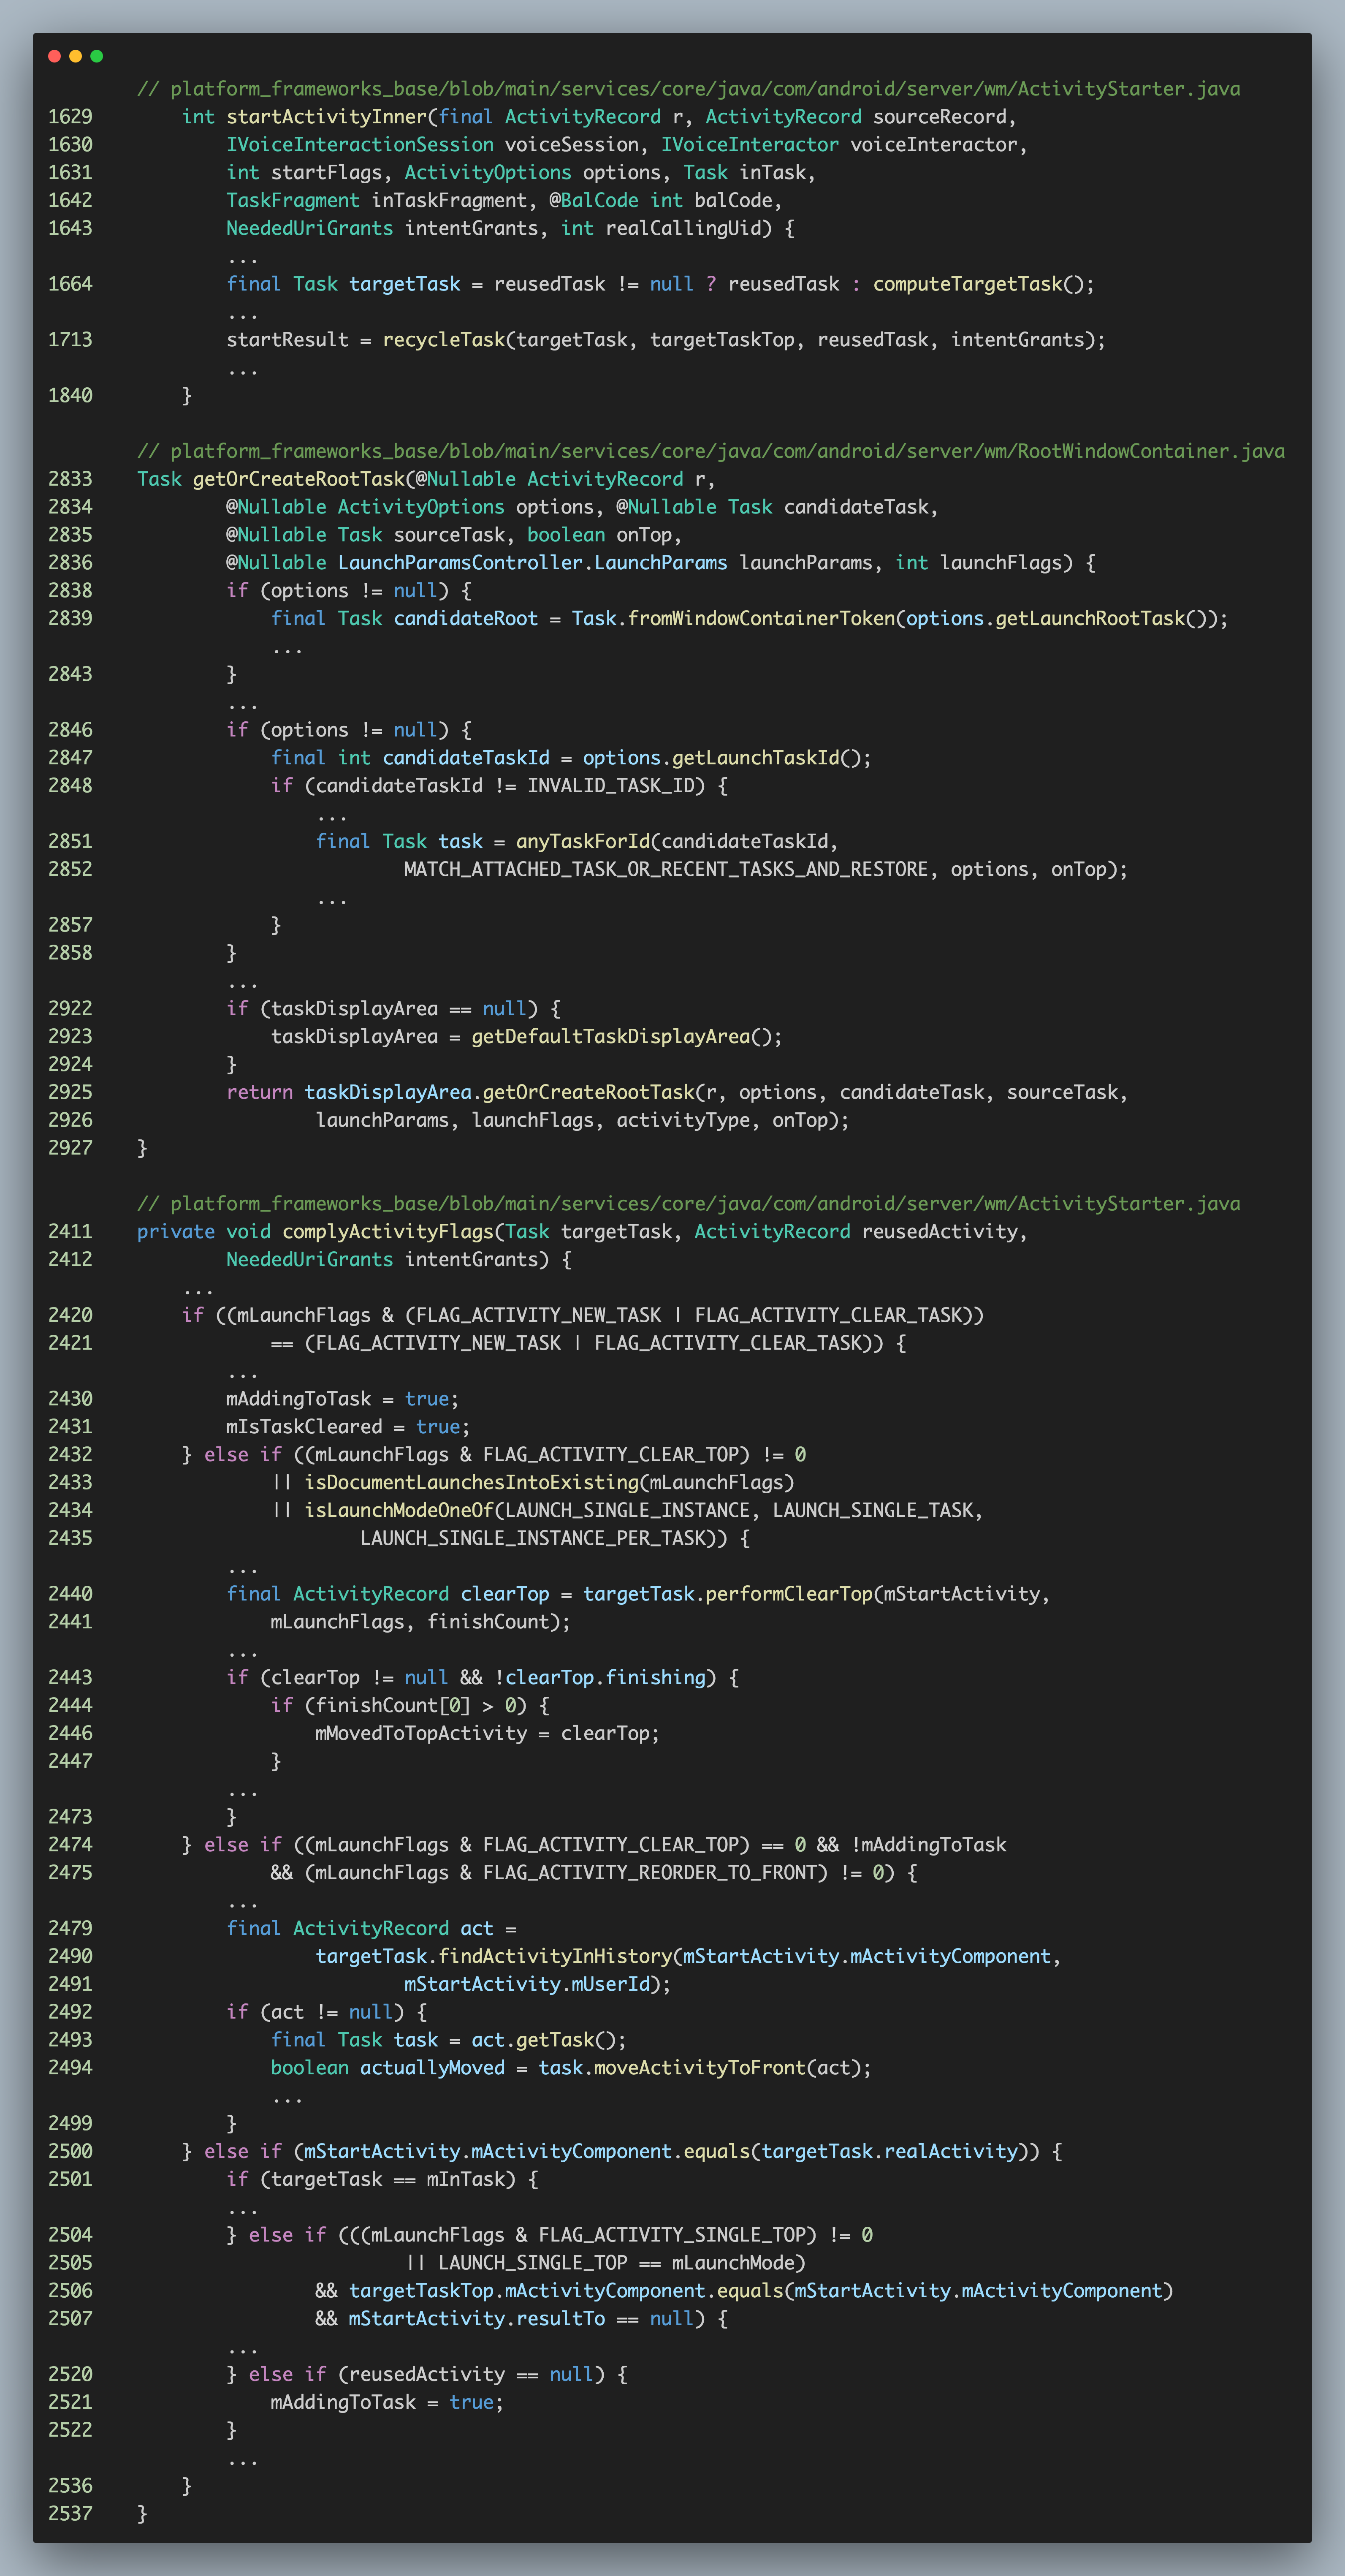 // platform_frameworks_base/blob/main/services/core/java/com/android/server/wm/ActivityStarter.java
1629 int startActivityInner(final ActivityRecord r, ActivityRecord sourceRecord,
1630 IVoiceInteractionSession voiceSession, IVoiceInteractor voiceInteractor,
1631 int startFlags, ActivityOptions options, Task inTask,
1642 TaskFragment inTaskFragment, @BalCode int balCode,
1643 NeededUriGrants intentGrants, int realCallingUid) {
...
1664 final Task targetTask = reusedTask != null ? reusedTask : computeTargetTask();
...
1713 startResult = recycleTask(targetTask, targetTaskTop, reusedTask, intentGrants);
...
1840 }
// platform_frameworks_base/blob/main/services/core/java/com/android/server/wm/RootWindowContainer.java
2833 Task getOrCreateRootTask(@Nullable ActivityRecord r,
2834 @Nullable ActivityOptions options, @Nullable Task candidateTask,
2835 @Nullable Task sourceTask, boolean onTop,
2836 @Nullable LaunchParamsController.LaunchParams launchParams, int launchFlags) {
2838 if (options != null) {
2839 final Task candidateRoot = Task.fromWindowContainerToken(options.getLaunchRootTask());
...
2843 }
...
2846 if (options != null) {
2847 final int candidateTaskId = options.getLaunchTaskId();
2848 if (candidateTaskId != INVALID_TASK_ID) {
...
2851 final Task task = anyTaskForId(candidateTaskId,
2852 MATCH_ATTACHED_TASK_OR_RECENT_TASKS_AND_RESTORE, options, onTop);
...
2857 }
2858 }
...
2922 if (taskDisplayArea == null) {
2923 taskDisplayArea = getDefaultTaskDisplayArea();
2924 }
2925 return taskDisplayArea.getOrCreateRootTask(r, options, candidateTask, sourceTask,
2926 launchParams, launchFlags, activityType, onTop);
2927 }
// platform_frameworks_base/blob/main/services/core/java/com/android/server/wm/ActivityStarter.java
2411 private void complyActivityFlags(Task targetTask, ActivityRecord reusedActivity,
2412 NeededUriGrants intentGrants) {
...
2420 if ((mLaunchFlags & (FLAG_ACTIVITY_NEW_TASK | FLAG_ACTIVITY_CLEAR_TASK))
2421 == (FLAG_ACTIVITY_NEW_TASK | FLAG_ACTIVITY_CLEAR_TASK)) {
...
2430 mAddingToTask = true;
2431 mIsTaskCleared = true;
2432 } else if ((mLaunchFlags & FLAG_ACTIVITY_CLEAR_TOP) != 0
2433 || isDocumentLaunchesIntoExisting(mLaunchFlags)
2434 || isLaunchModeOneOf(LAUNCH_SINGLE_INSTANCE, LAUNCH_SINGLE_TASK,
2435 LAUNCH_SINGLE_INSTANCE_PER_TASK)) {
...
2440 final ActivityRecord clearTop = targetTask.performClearTop(mStartActivity,
2441 mLaunchFlags, finishCount);
...
2443 if (clearTop != null && !clearTop.finishing) {
2444 if (finishCount[0] > 0) {
2446 mMovedToTopActivity = clearTop;
2447 }
...
2473 }
2474 } else if ((mLaunchFlags & FLAG_ACTIVITY_CLEAR_TOP) == 0 && !mAddingToTask
2475 && (mLaunchFlags & FLAG_ACTIVITY_REORDER_TO_FRONT) != 0) {
...
2479 final ActivityRecord act =
2490 targetTask.findActivityInHistory(mStartActivity.mActivityComponent,
2491 mStartActivity.mUserId);
2492 if (act != null) {
2493 final Task task = act.getTask();
2494 boolean actuallyMoved = task.moveActivityToFront(act);
...
2499 }
2500 } else if (mStartActivity.mActivityComponent.equals(targetTask.realActivity)) {
2501 if (targetTask == mInTask) {
...
2504 } else if (((mLaunchFlags & FLAG_ACTIVITY_SINGLE_TOP) != 0
2505 || LAUNCH_SINGLE_TOP == mLaunchMode)
2506 && targetTaskTop.mActivityComponent.equals(mStartActivity.mActivityComponent)
2507 && mStartActivity.resultTo == null) {
...
2520 } else if (reusedActivity == null) {
2521 mAddingToTask = true;
2522 }
...
2536 }
2537 }